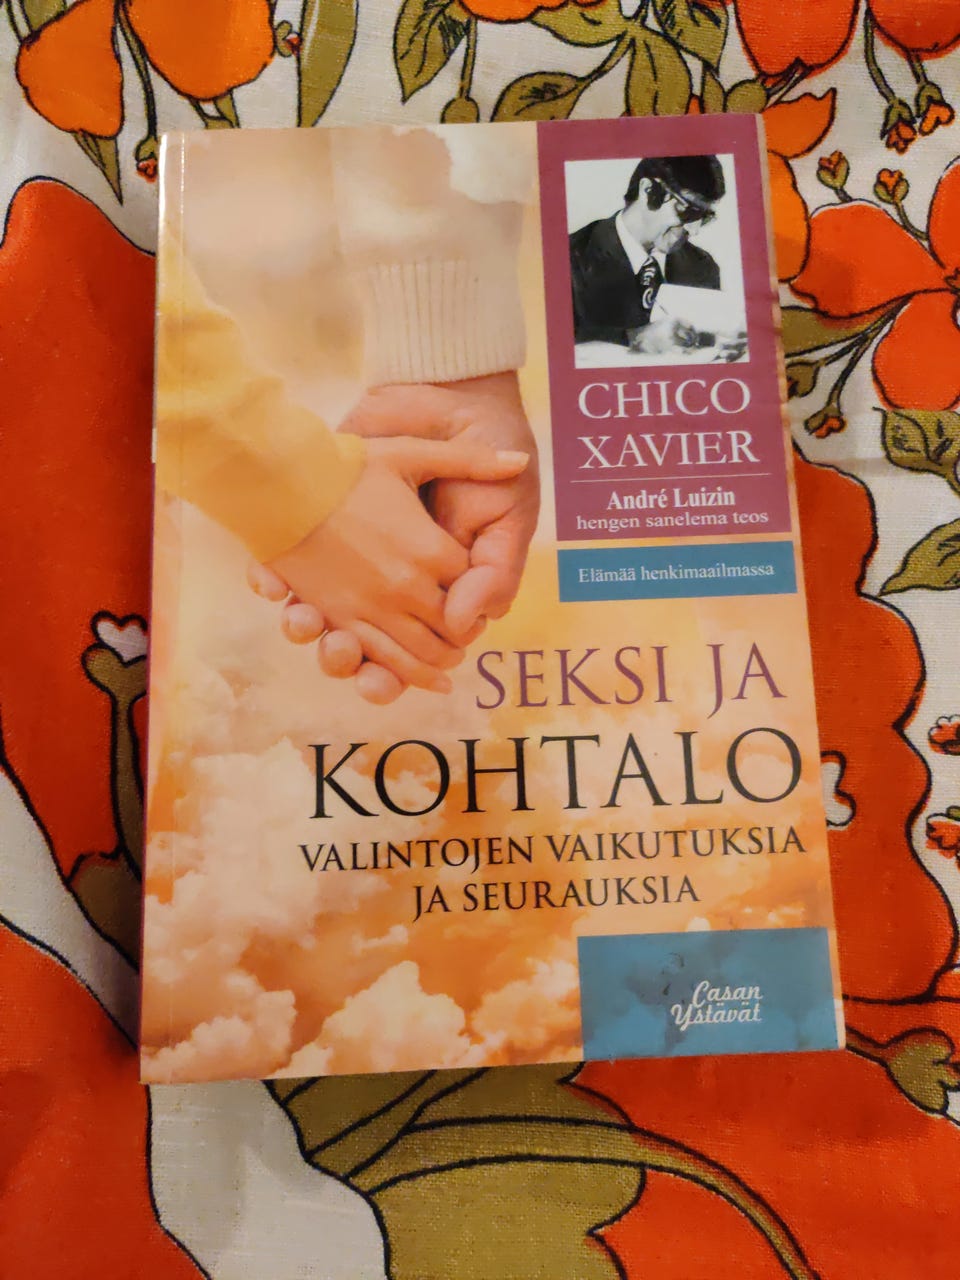 CHICO
XAVIER
André Luizin
hengen sanelema teos
Elämää henkimaailmassa
SEKSI JA
KOHTALO
VALINTOJEN VAIKUTUKSIA
JA SEURAUKSIA
Casan
Ystävät